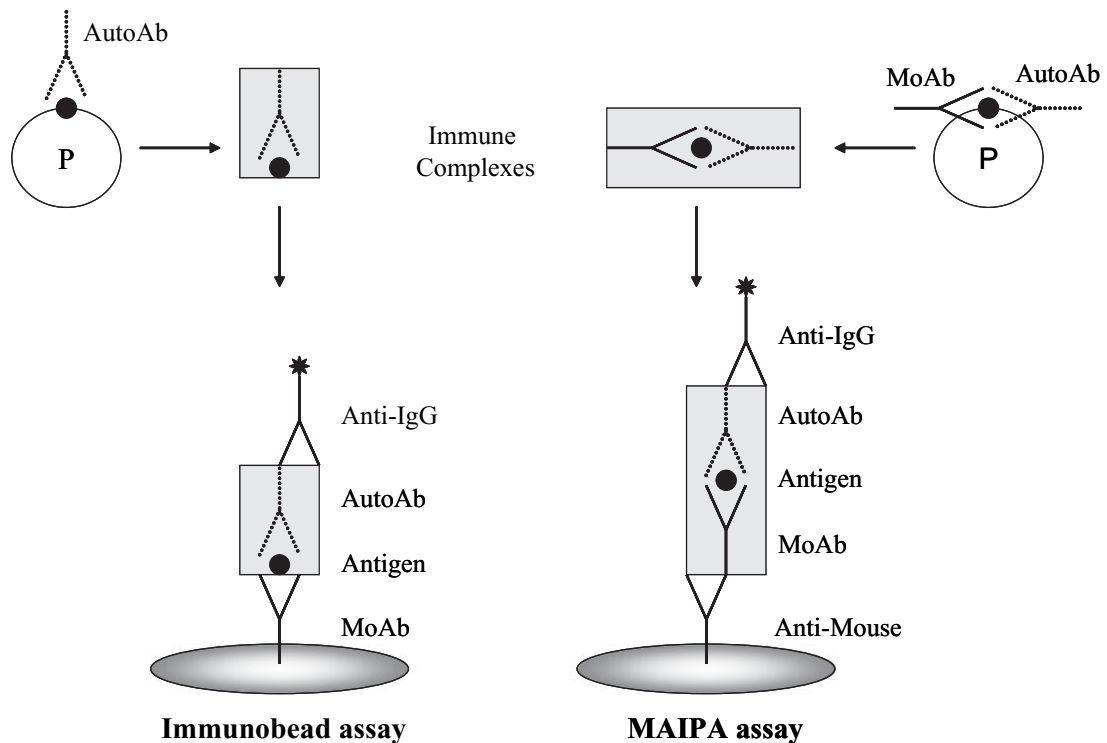 AutoAb
P
Immune
Complexes
MoAb
AutoAb
P
Anti-IgG
AutoAb
Antigen
MoAb
Immunobead assay
Anti-IgG
AutoAb
Antigen
MoAb
Anti-Mouse
MAIPA assay